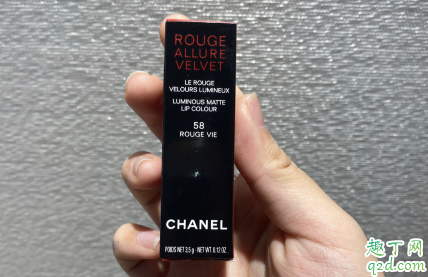 ROUGE
ALLURE
VELVET
LE ROUGE
VELOURS LUMINEUX
LUMINOUS MATTE
LIP COLOUR
58
ROUGE VIE
CHANEL
POIDS NET 3,5 g - NET WT. 0.12 OZ.
趣丁网
q2d.com